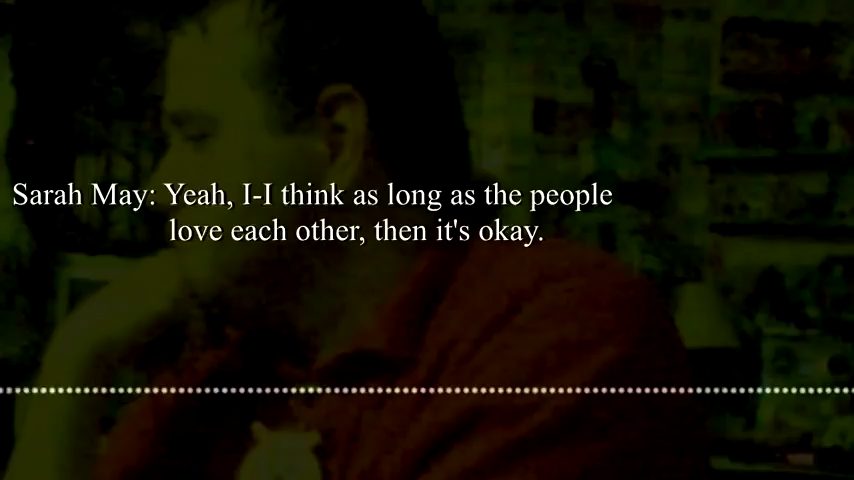 Sarah May: Yeah, I-I think as long as the people
love each other, then it's okay.